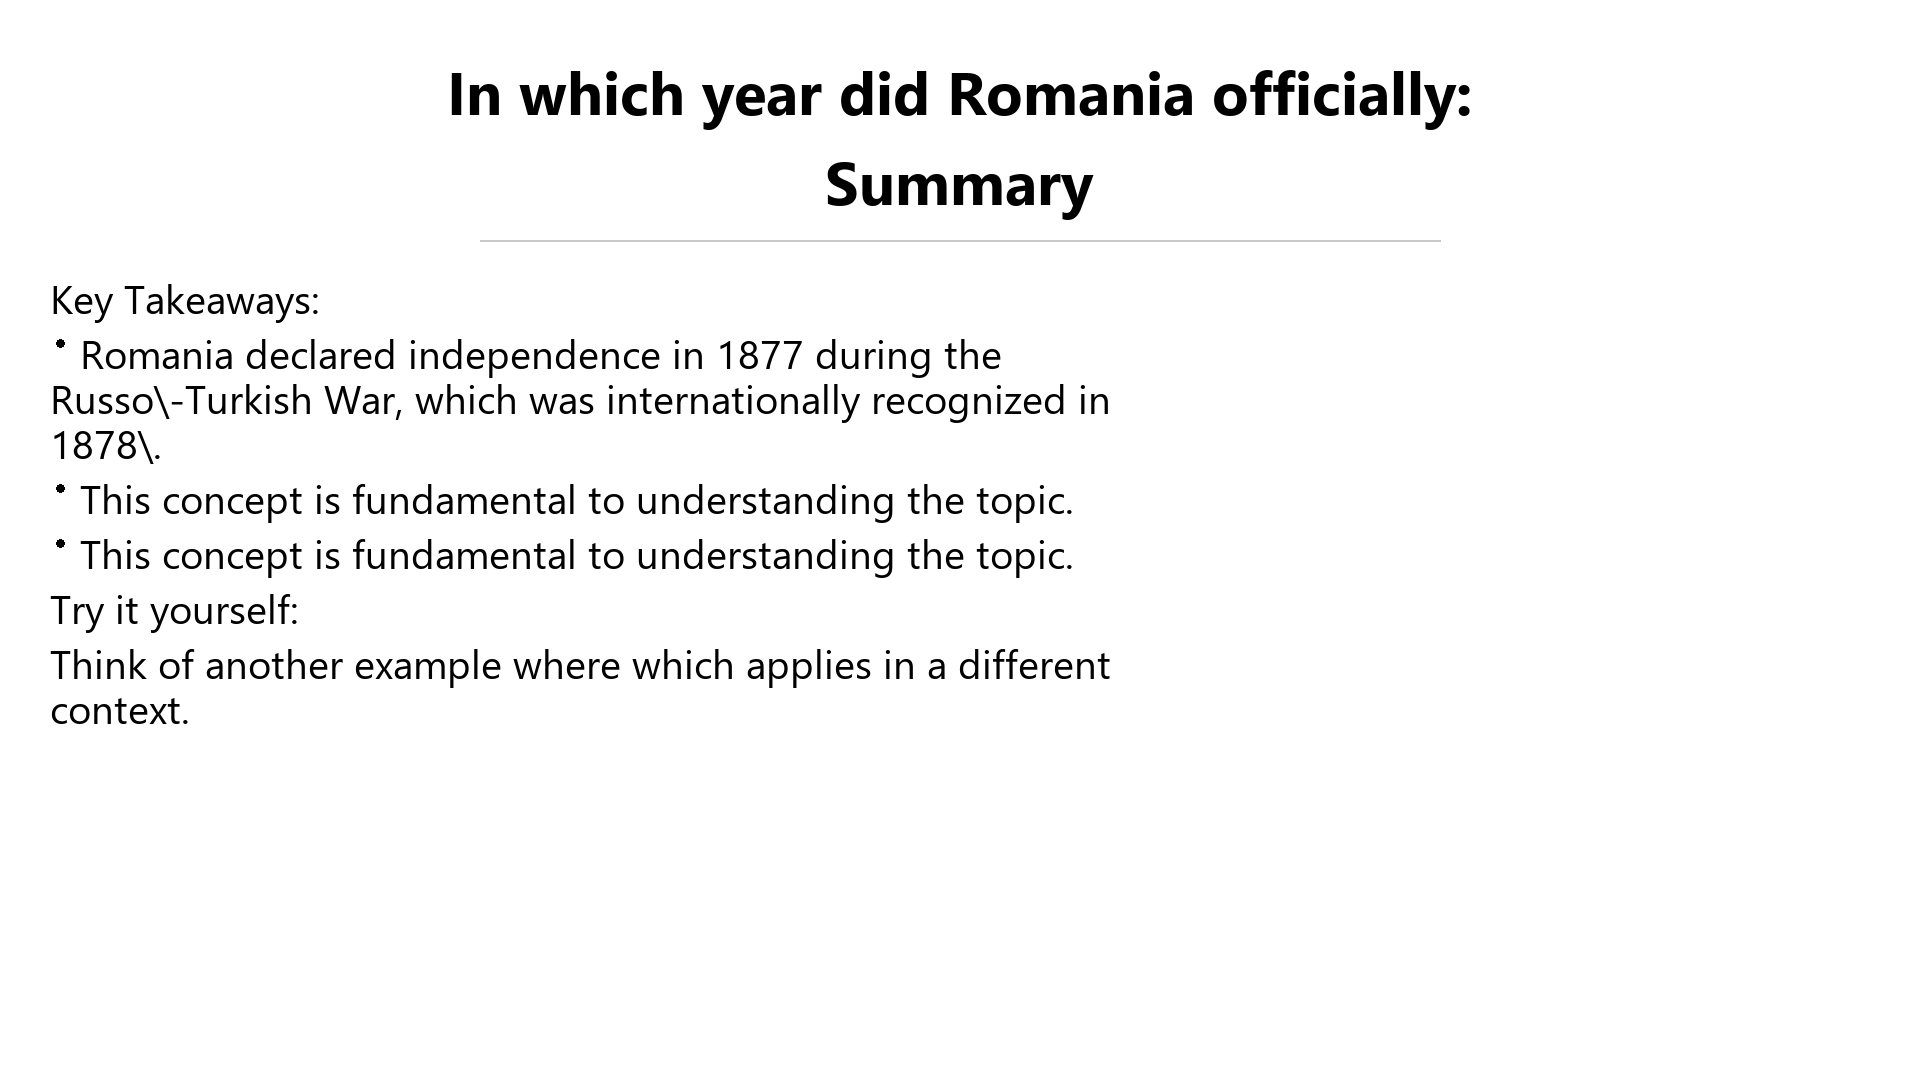 In which year did Romania officially:
Summary
Key Takeaways:
• Romania declared independence in 1877 during the
Russo\-Turkish War, which was internationally recognized in
1878\.
• This concept is fundamental to understanding the topic.
• This concept is fundamental to understanding the topic.
Try it yourself:
Think of another example where which applies in a different
context.